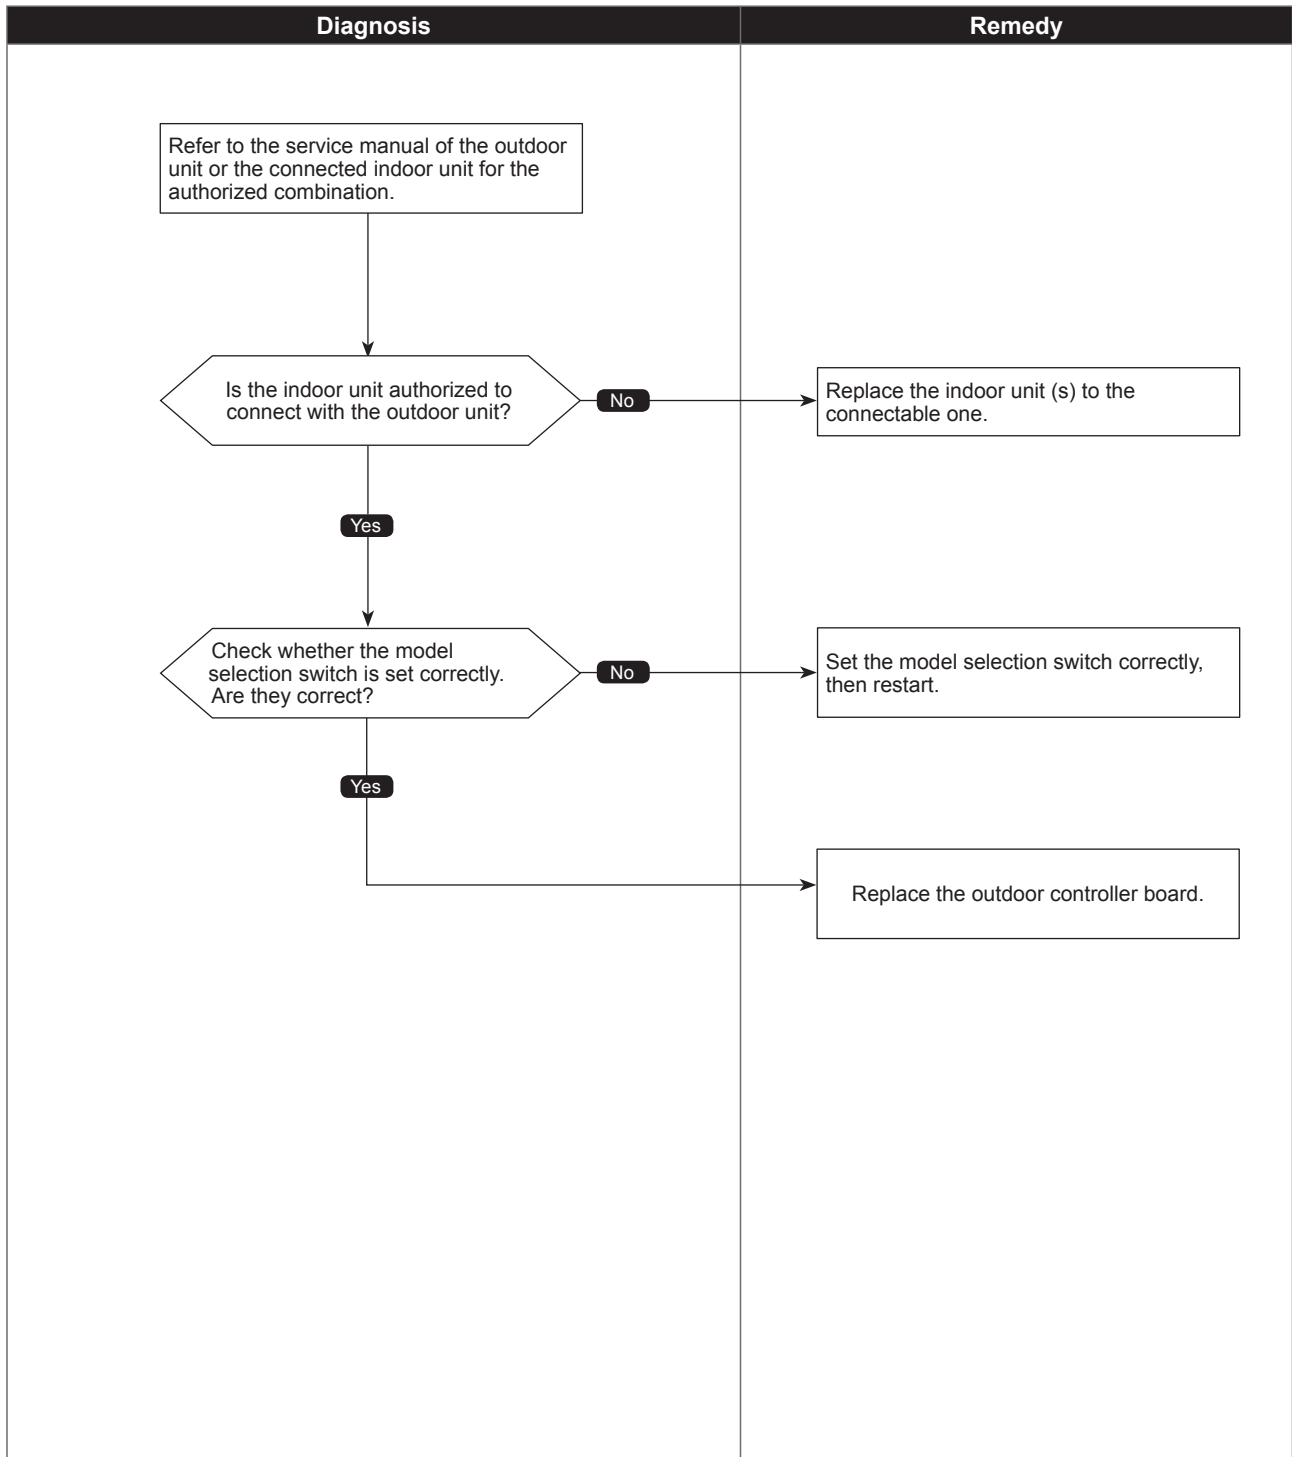 Diagnosis
Remedy
Refer to the service manual of the outdoor
unit or the connected indoor unit for the
authorized combination.
Is the indoor unit authorized to
connect with the outdoor unit?
No
Replace the indoor unit (s) to the
connectable one.
Yes
Check whether the model
selection switch is set correctly.
Are they correct?
No
Set the model selection switch correctly,
then restart.
Yes
Replace the outdoor controller board.